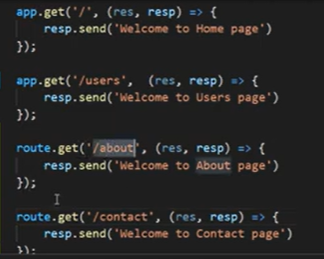 app.get('/', (res, resp) => {
    resp.send('Welcome to Home page')
});
app.get('/users',  (res, resp) => {
    resp.send('Welcome to Users page')
});
route.get('/about', (res, resp) => {
    resp.send('Welcome to About page')
});
route.get('/contact', (res, resp) => {
    resp.send('Welcome to Contact page')
});